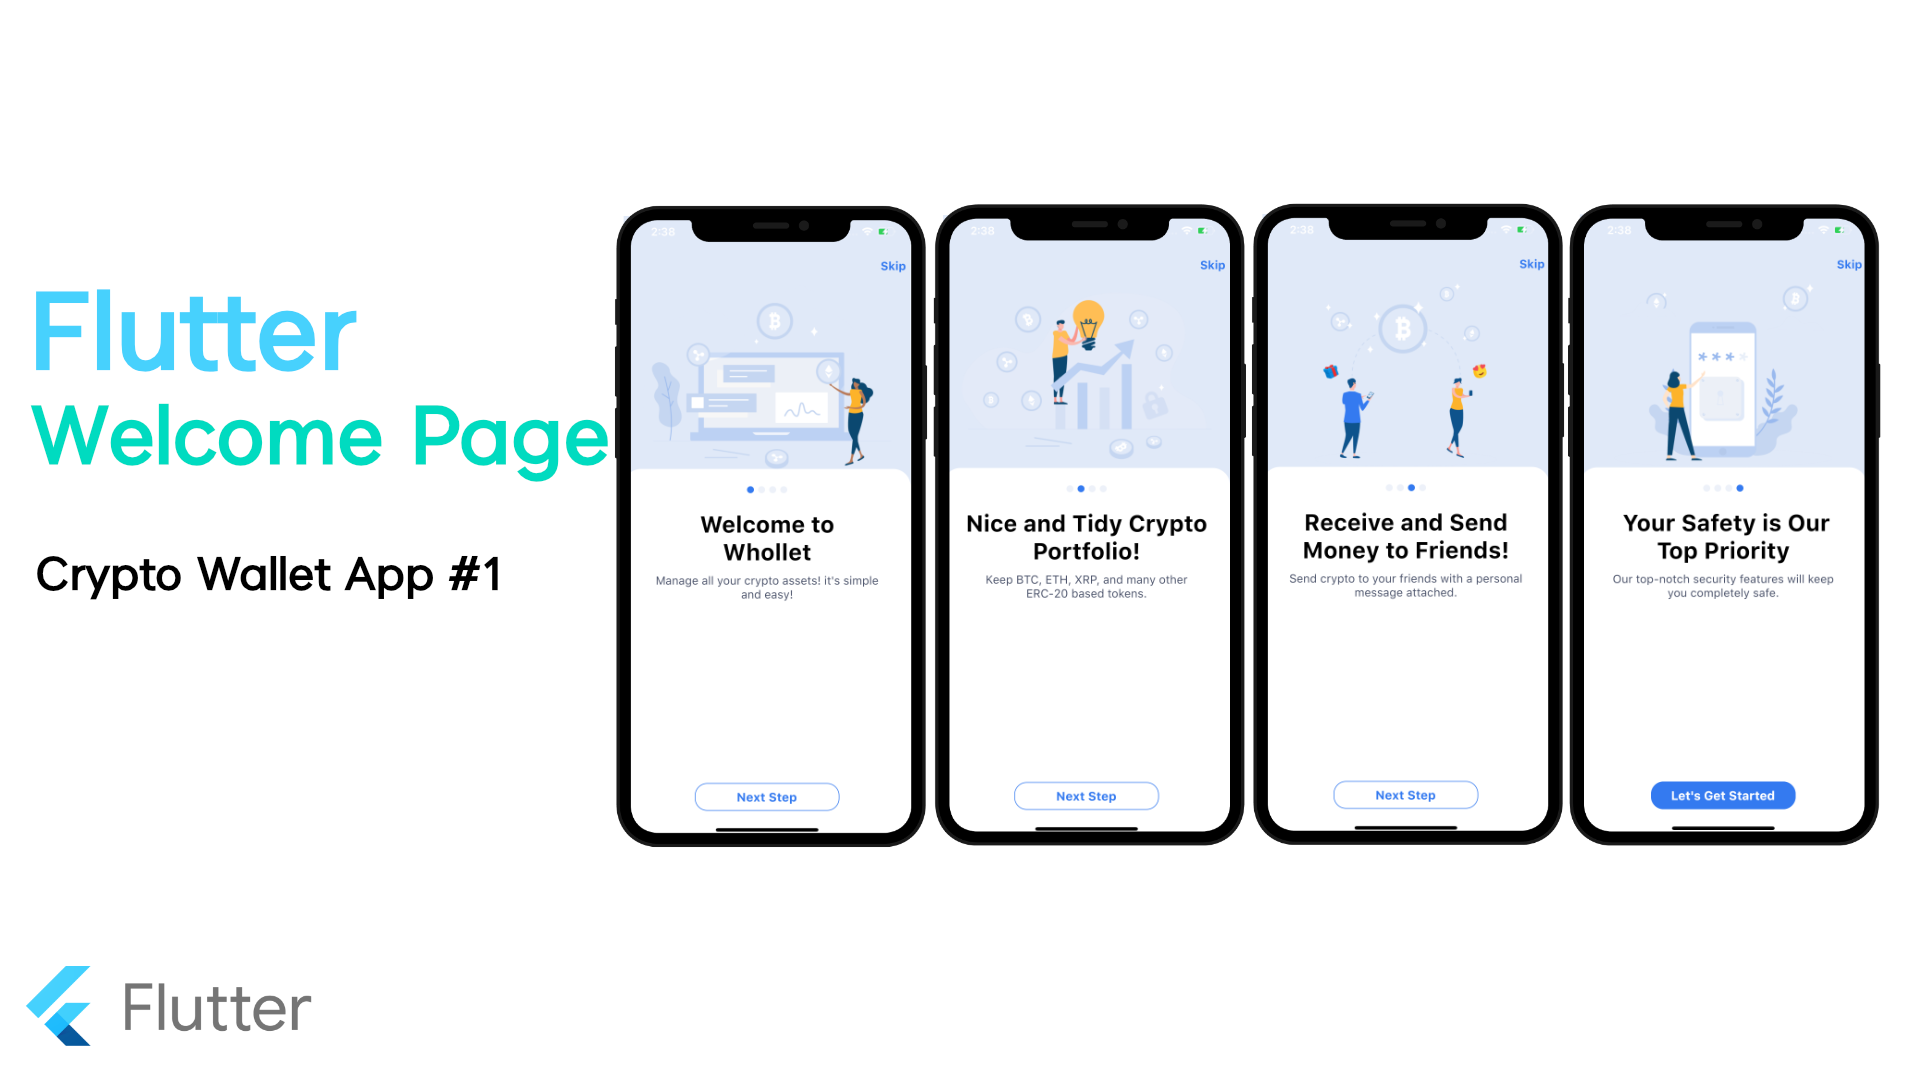 Flutter
Welcome Page
Crypto Wallet App #1
Flutter
2:38
Skip
Welcome to
Whollet
Manage all your crypto assets! it's simple
and easy!
Next Step
2:38
Skip
Nice and Tidy Crypto
Portfolio!
Keep BTC, ETH, XRP, and many other
ERC-20 based tokens.
Next Step
2:38
Skip
Receive and Send
Money to Friends!
Send crypto to your friends with a personal
message attached.
Next Step
2:38
Skip
****
Your Safety is Our
Top Priority
Our top-notch security features will keep
you completely safe.
Let's Get Started